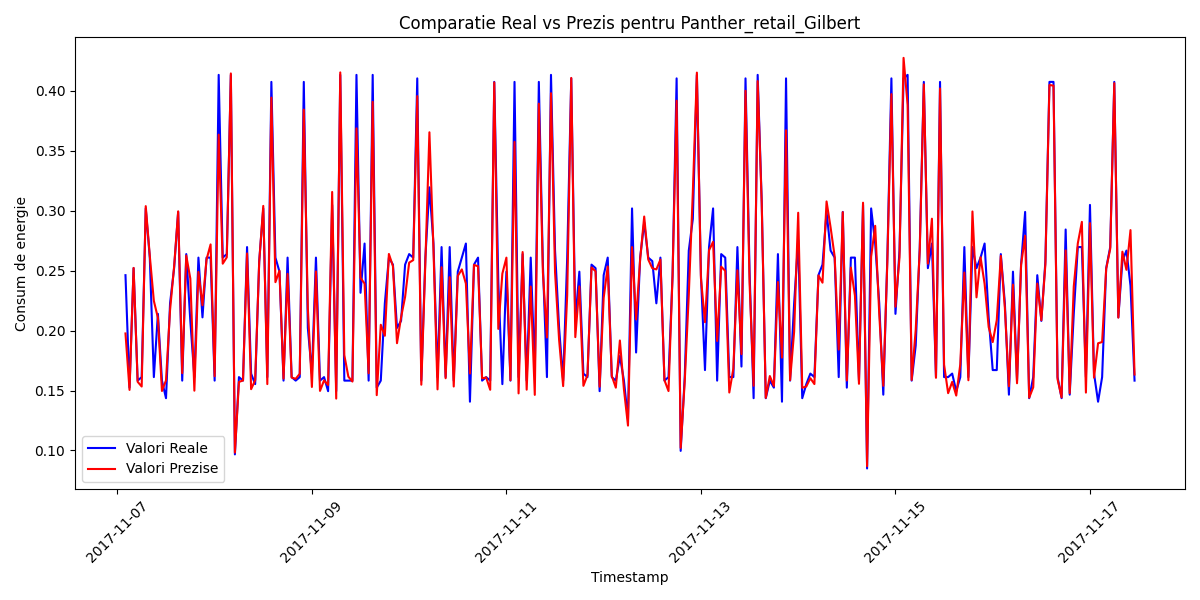 Comparatie Real vs Prezis pentru Panther_retail_Gilbert
Consum de energie
0.40
0.35
0.30
0.25
0.20
0.15
0.10
Valori Reale
Valori Prezise
2017-11-07
2017-11-09
2017-11-11
2017-11-13
2017-11-15
2017-11-17
Timestamp